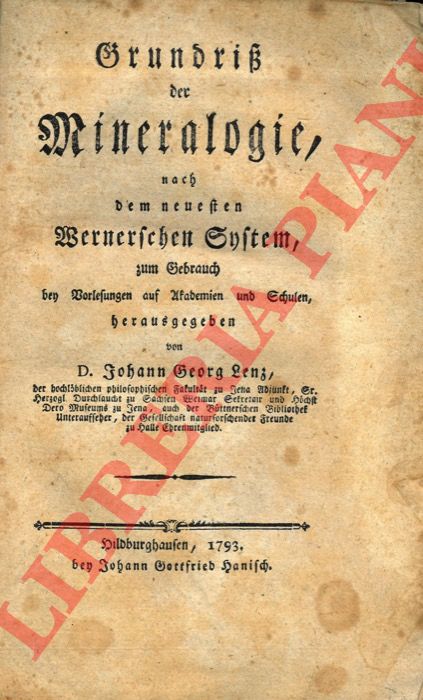 Grundriß
der
Mineralogie,
nach
dem neuesten
Wernerschen System,
zum Gebrauch
bey Vorlesungen auf Akademien und Schulen,
herausgegeben
von
D. Johann Georg Lenz,
der hochlöblichen philosophischen Fakultät zu Jena Adjunkt, Sr.
Herzogl. Durchlaucht zu Sachsen Weimar Sekretair und Höchst
Dero Museums zu Jena, auch der Büttnerschen Bibliothek
Unteraufseher, der Gesellschaft naturforschender Freunde
zu Halle Ehrenmitglied.
Hildburghausen, 1793.
bey Johann Gottfried Hanisch.
LIBRERIA PIANI